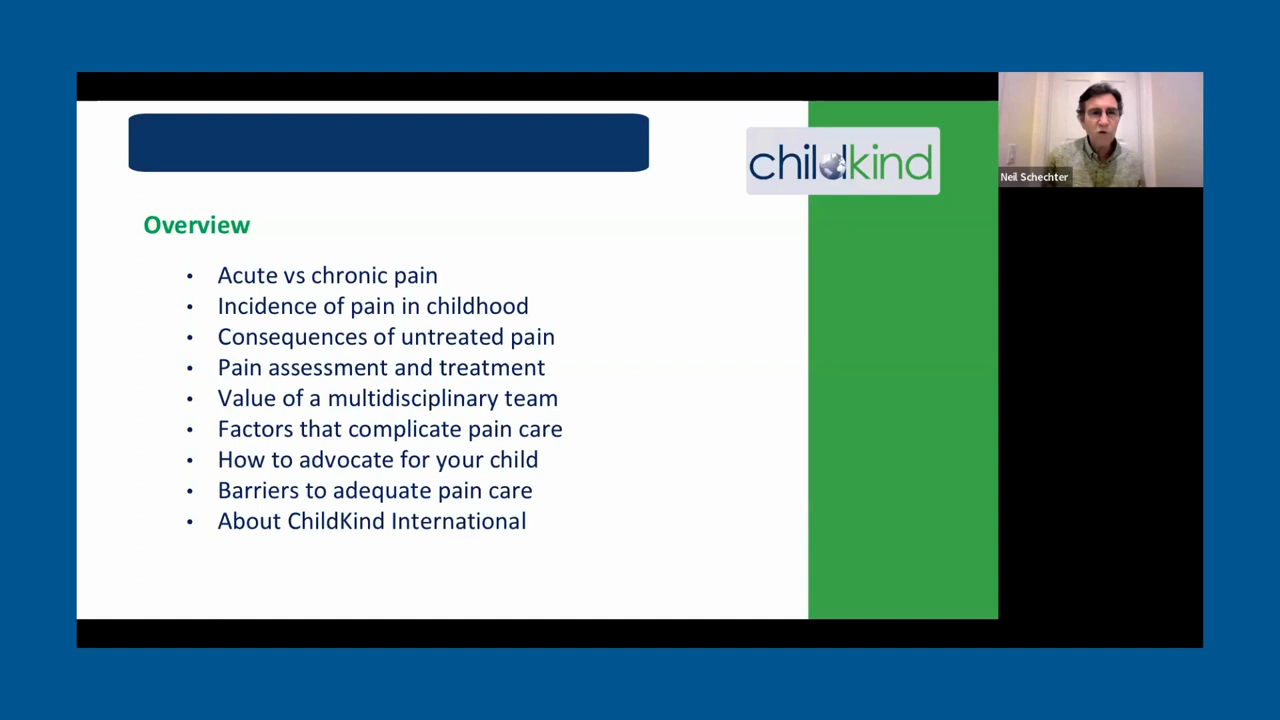 childkind
Neil Schechter
Overview
• Acute vs chronic pain
• Incidence of pain in childhood
• Consequences of untreated pain
• Pain assessment and treatment
• Value of a multidisciplinary team
• Factors that complicate pain care
• How to advocate for your child
• Barriers to adequate pain care
• About ChildKind International